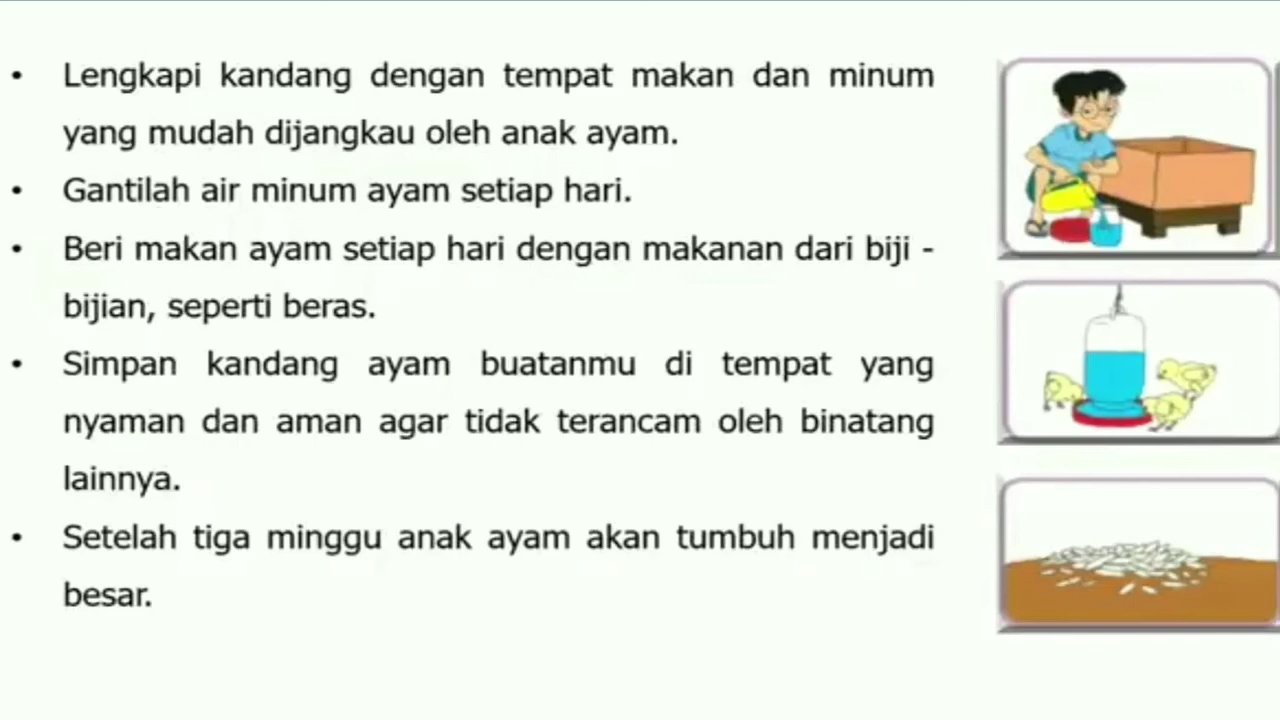 • Lengkapi kandang dengan tempat makan dan minum
yang mudah dijangkau oleh anak ayam.
• Gantilah air minum ayam setiap hari.
• Beri makan ayam setiap hari dengan makanan dari biji -
bijian, seperti beras.
• Simpan kandang ayam buatanmu di tempat yang
nyaman dan aman agar tidak terancam oleh binatang
lainnya.
• Setelah tiga minggu anak ayam akan tumbuh menjadi
besar.